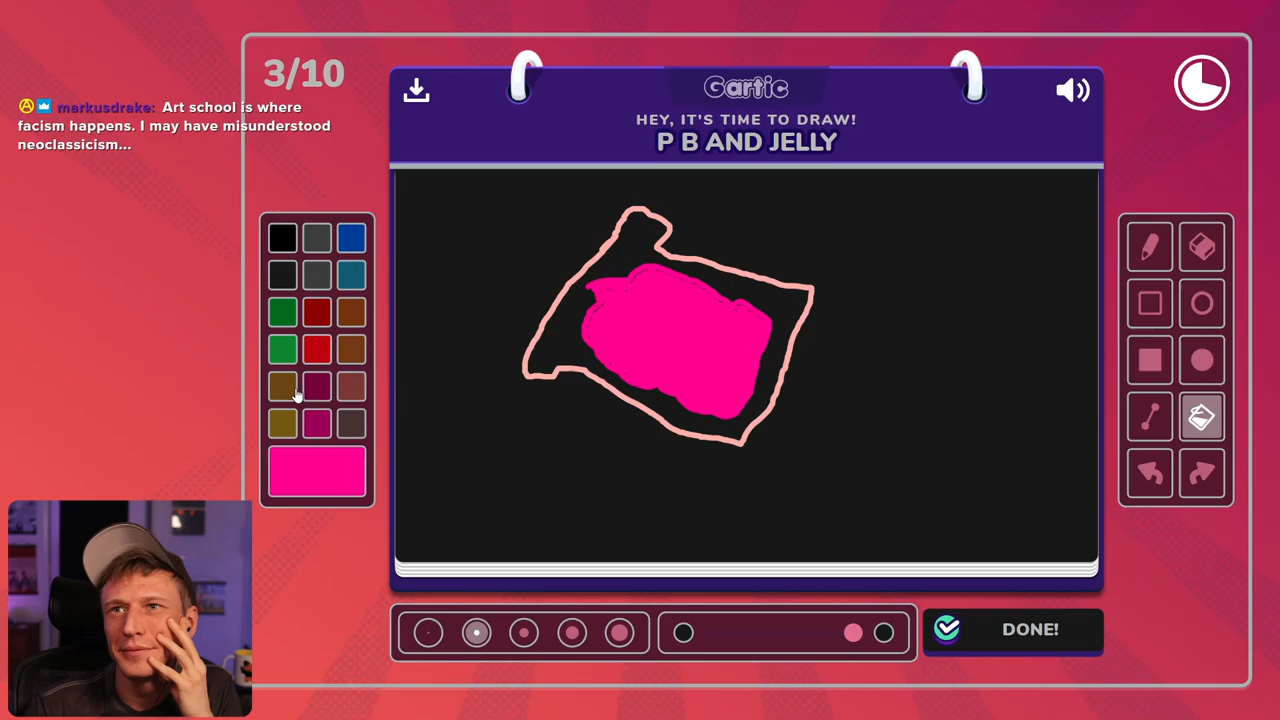 3/10
markusdrake: Art school is where
facism happens. I may have misunderstood
neoclassicism...
Gartic
HEY, IT'S TIME TO DRAW!
P B AND JELLY
DONE!